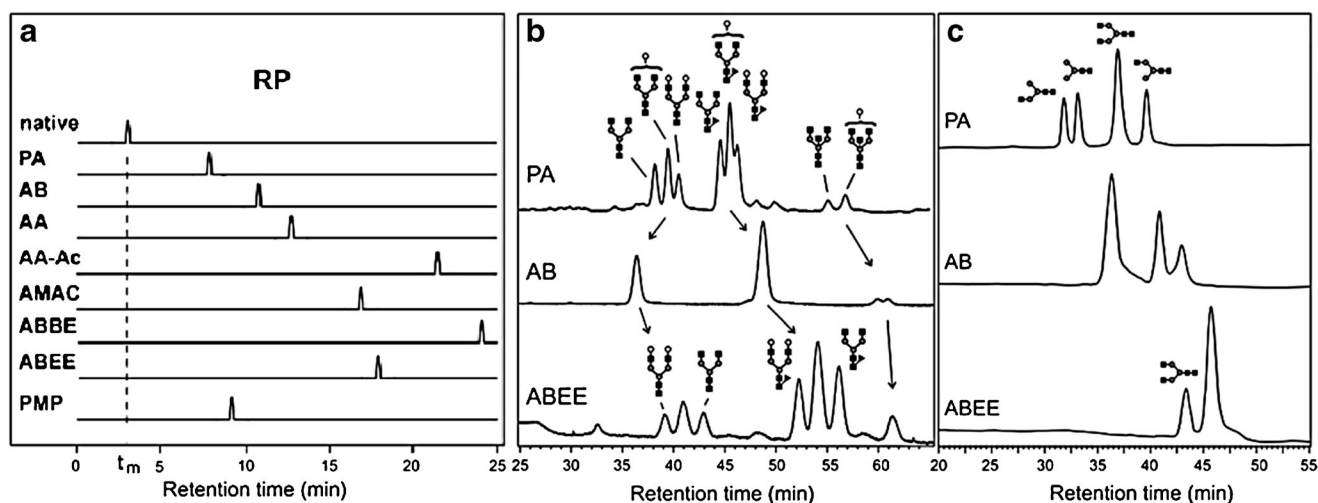 a
RP
native
PA
AB
AA
AA-Ac
AMAC
ABBE
ABEE
PMP
0 tm 5 10 15 20 25
Retention time (min)
b
PA
AB
ABEE
25 30 35 40 45 50 55 60
Retention time (min)
c
PA
AB
ABEE
20 25 30 35 40 45 50 55
Retention time (min)